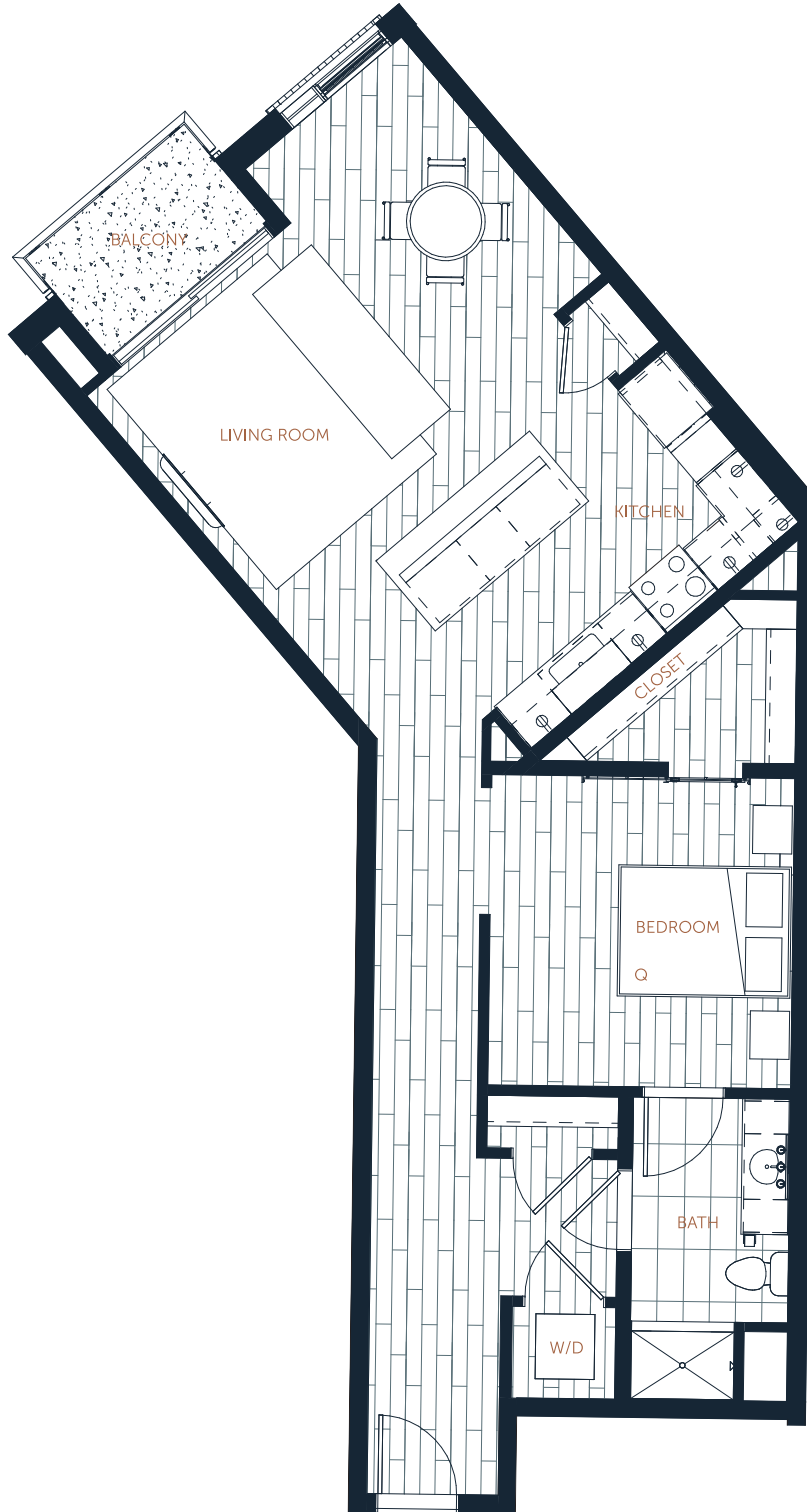 BALCONY
LIVING ROOM
KITCHEN
CLOSET
BEDROOM
Q
BATH
W/D